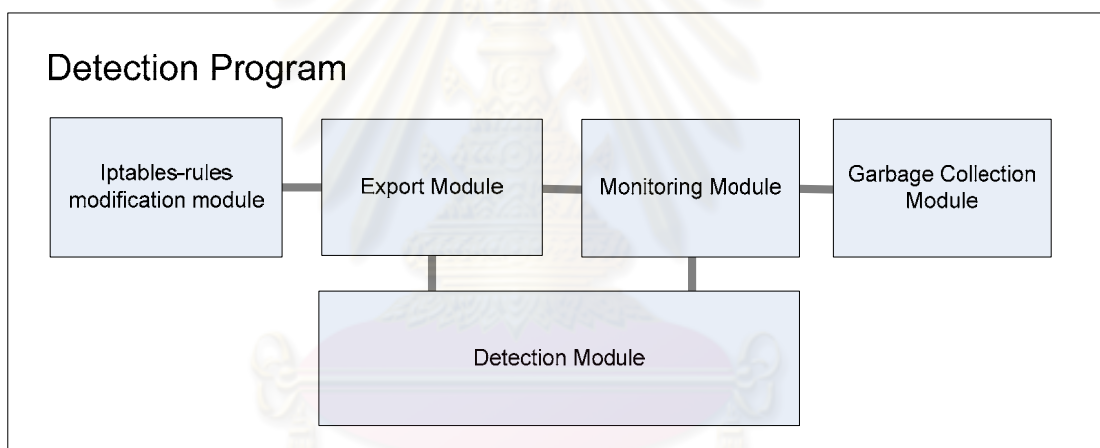 Detection Program
Iptables-rules
modification module
Export Module
Monitoring Module
Garbage Collection
Module
Detection Module